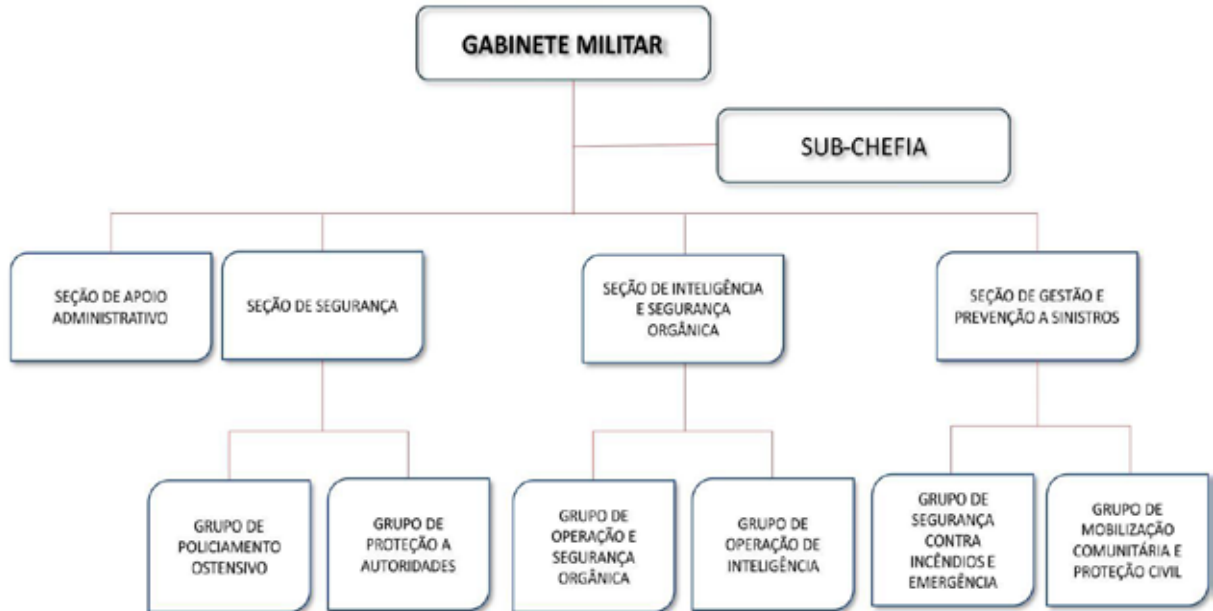 GABINETE MILITAR
SUB-CHEFIA
SEÇÃO DE APOIO
ADMINISTRATIVO
SEÇÃO DE SEGURANÇA
SEÇÃO DE INTELIGÊNCIA
E SEGURANÇA
ORGÂNICA
SEÇÃO DE GESTÃO E
PREVENÇÃO A SINISTROS
GRUPO DE
POLICIAMENTO
OSTENSIVO
GRUPO DE
PROTEÇÃO A
AUTORIDADES
GRUPO DE
OPERAÇÃO E
SEGURANÇA
ORGÂNICA
GRUPO DE
OPERAÇÃO DE
INTELIGÊNCIA
GRUPO DE
SEGURANÇA
CONTRA
INCÊNDIOS E
EMERGÊNCIA
GRUPO DE
MOBILIZAÇÃO
COMUNITÁRIA E
PROTEÇÃO CIVIL